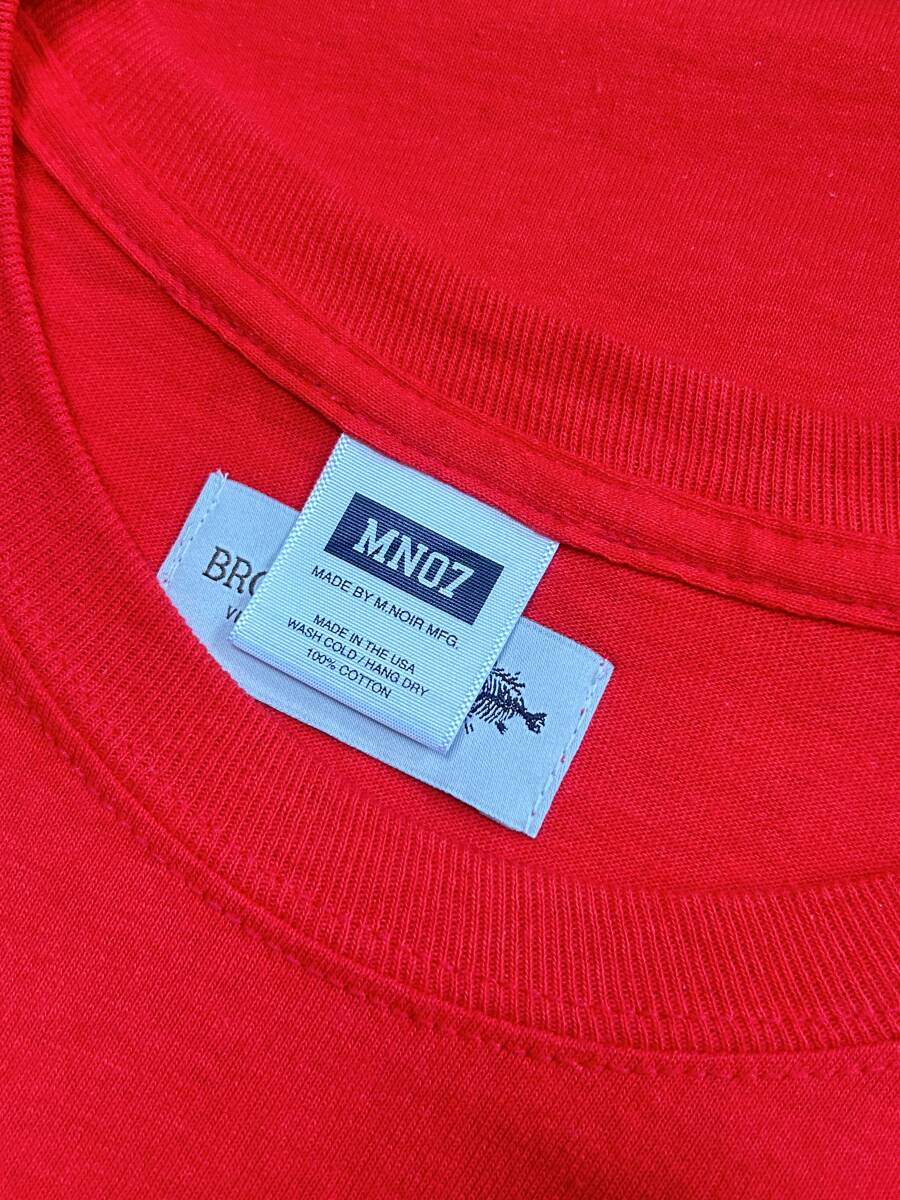 MN07
MADE BY M.NOIR MFG.
MADE IN THE USA
WASH COLD / HANG DRY
100% COTTON